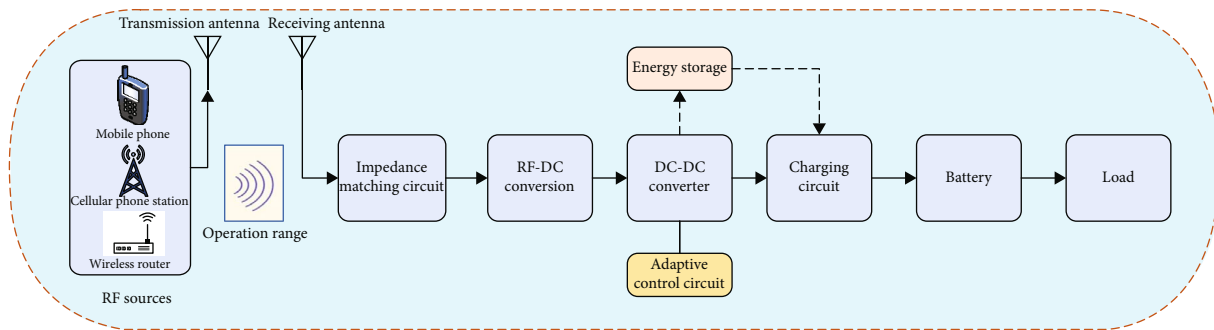 Transmission antenna
Receiving antenna
Mobile phone
Cellular phone station
Wireless router
RF sources
Operation range
Impedance
matching circuit
RF-DC
conversion
Energy storage
DC-DC
converter
Adaptive
control circuit
Charging
circuit
Battery
Load